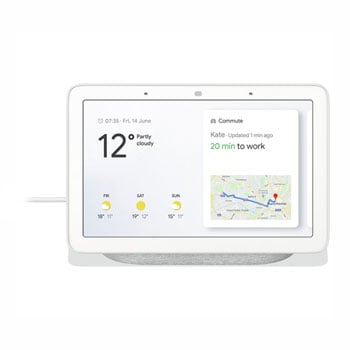 07:35 · Fri, 14 June
12°
Partly
cloudy
FRI
SAT
SUN
18° 11°
19° 12°
15° 11°
Commute
Kate · Updated 1 min ago
20 min to work